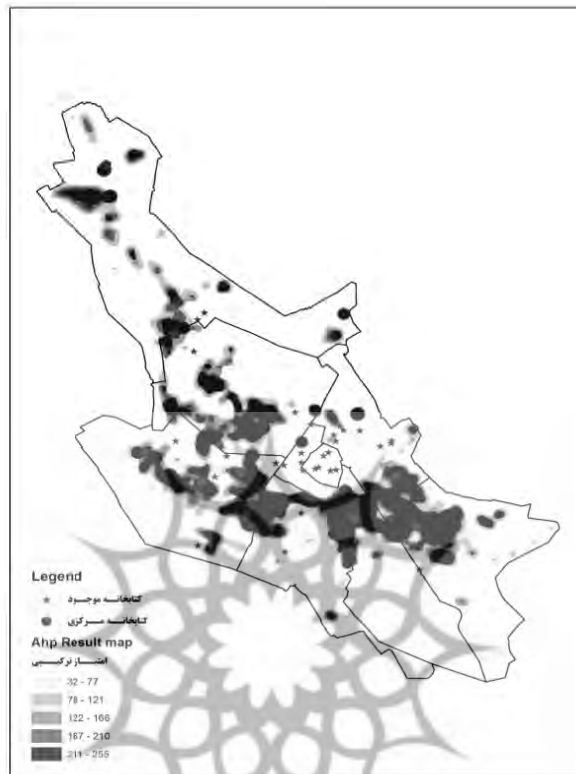 Legend
کتابخانه موجود
کتابخانه مرکزی
Ahp Result map
امتیاز ترکیبی
32 - 77
78 - 121
122 - 166
167 - 210
211 - 255